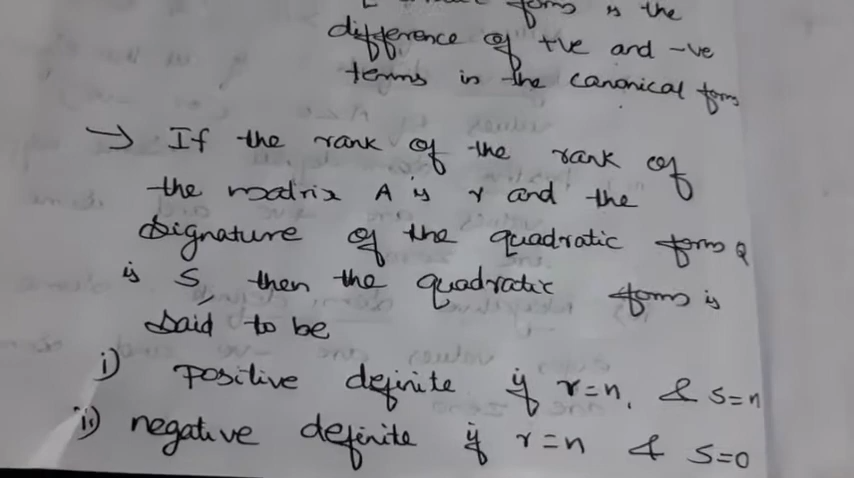 form is the
difference of +ve and -ve
terms in the canonical form
→ If the rank of the rank of
the matrix A is r and the
signature of the quadratic form Q
is S, then the quadratic form is
said to be
i) positive definite if r=n, & s=n
ii) negative definite if r=n & s=0